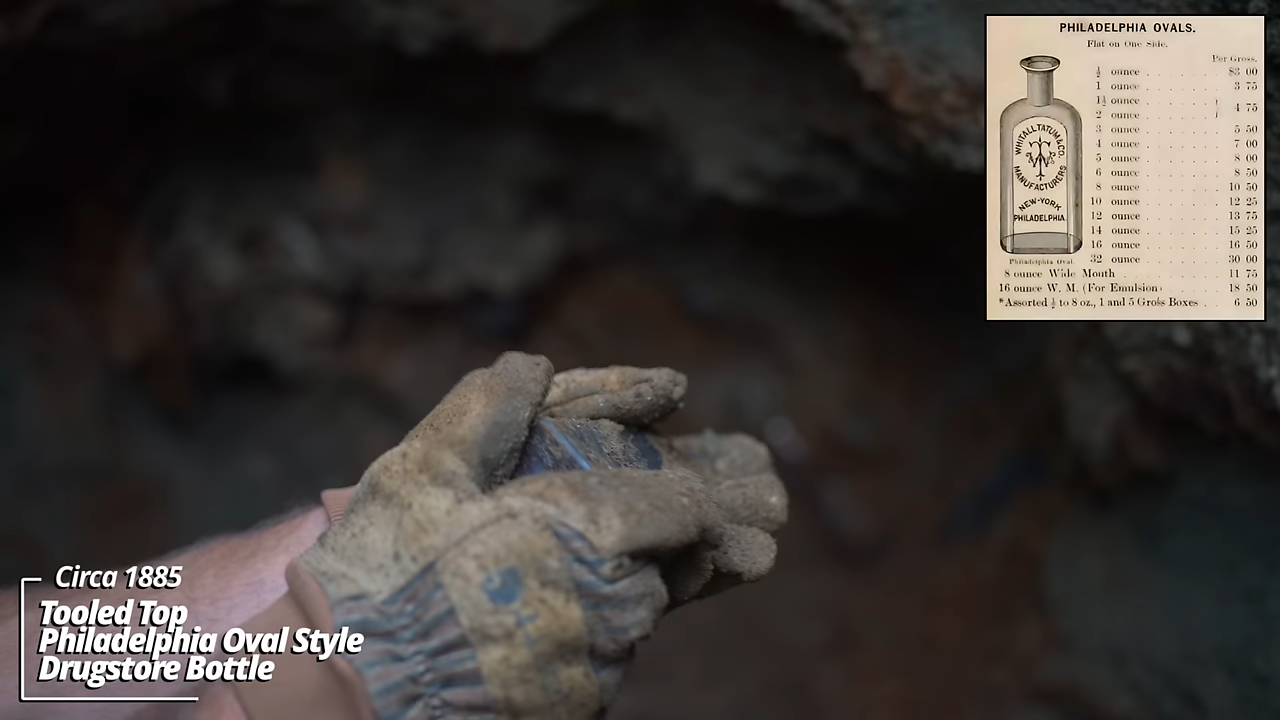 PHILADELPHIA OVALS.
Flat on One Side.
Per Gross.
½ ounce . . . . . . $3 00
1 ounce . . . . . . 3 75
1½ ounce . . . . .
2 ounce . . . . . } 4 75
3 ounce . . . . . . 5 50
4 ounce . . . . . . 7 00
5 ounce . . . . . . 8 00
6 ounce . . . . . . 8 50
8 ounce . . . . . . 10 50
10 ounce . . . . . . 12 25
12 ounce . . . . . . 13 75
14 ounce . . . . . . 15 25
16 ounce . . . . . . 16 50
32 ounce . . . . . . 30 00
WHITALL TATUM & CO.
MANUFACTURERS
NEW-YORK
PHILADELPHIA.
Philadelphia Oval.
8 ounce Wide Mouth . . . . . . 11 75
16 ounce W. M. (For Emulsion) . . . . 18 50
*Assorted ½ to 8 oz., 1 and 5 Gross Boxes . . 6 50
Circa 1885
Tooled Top
Philadelphia Oval Style
Drugstore Bottle